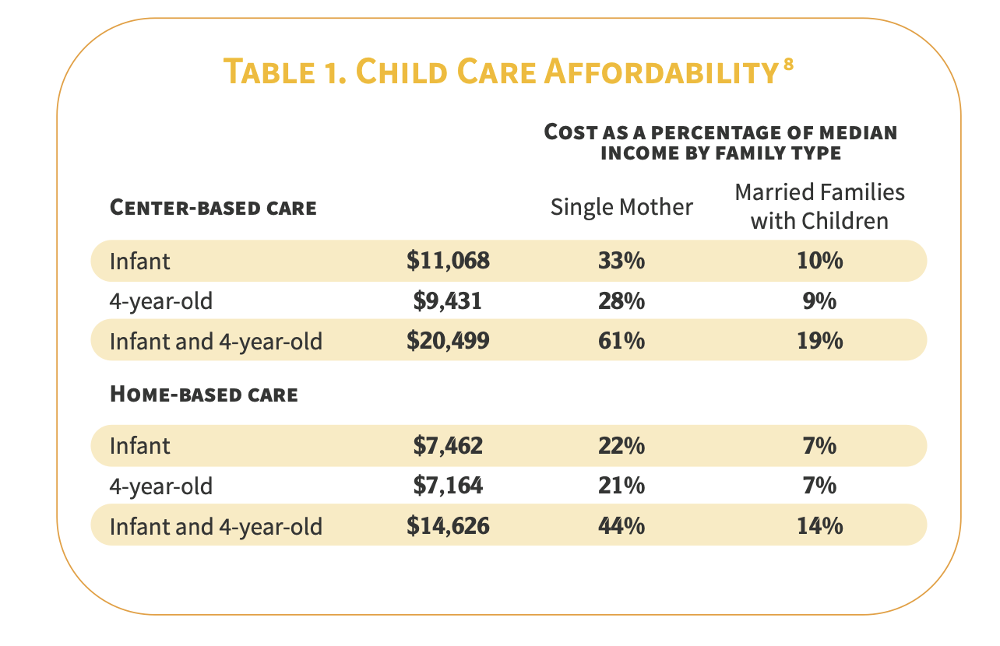 Table 1. Child Care Affordability⁸
Cost as a percentage of median
income by family type
Center-based care Single Mother Married Families
with Children
Infant $11,068 33% 10%
4-year-old $9,431 28% 9%
Infant and 4-year-old $20,499 61% 19%
Home-based care
Infant $7,462 22% 7%
4-year-old $7,164 21% 7%
Infant and 4-year-old $14,626 44% 14%